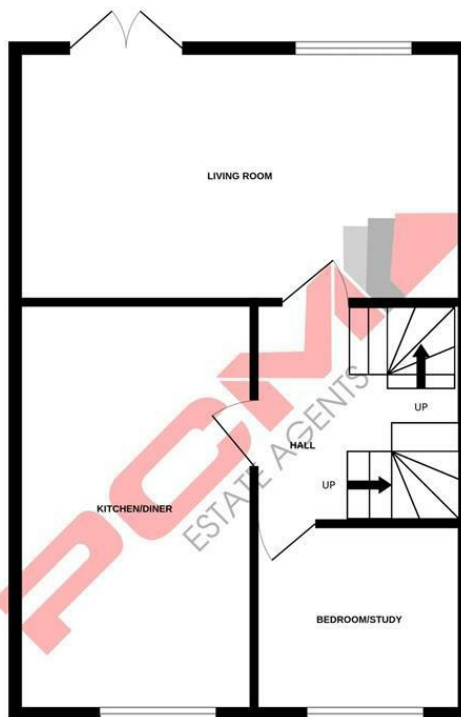 LIVING ROOM
PCM
ESTATE AGENTS
UP
HALL
UP
KITCHEN/DINER
BEDROOM/STUDY